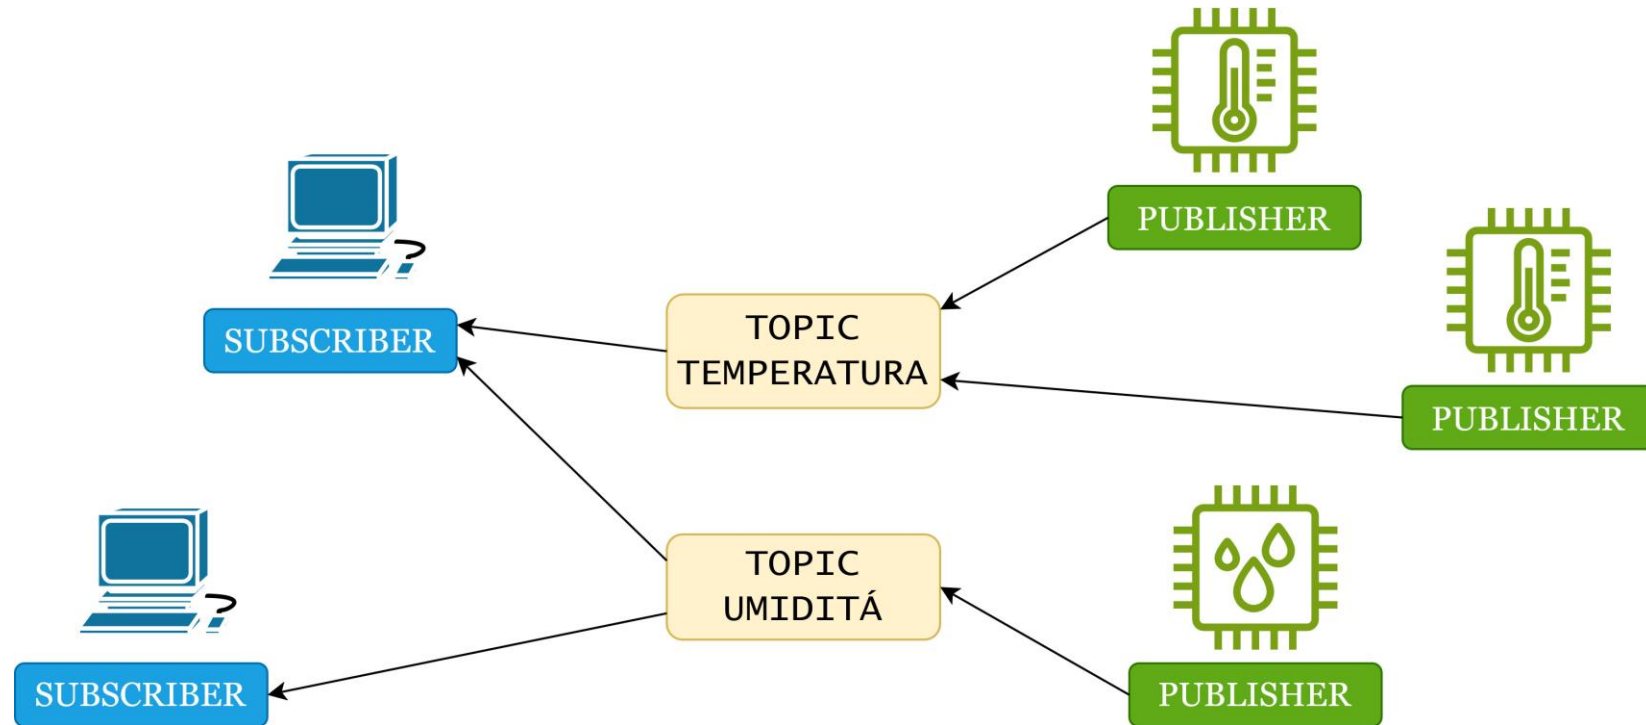 PUBLISHER
PUBLISHER
SUBSCRIBER
TOPIC
TEMPERATURA
TOPIC
UMIDITÁ
SUBSCRIBER
PUBLISHER